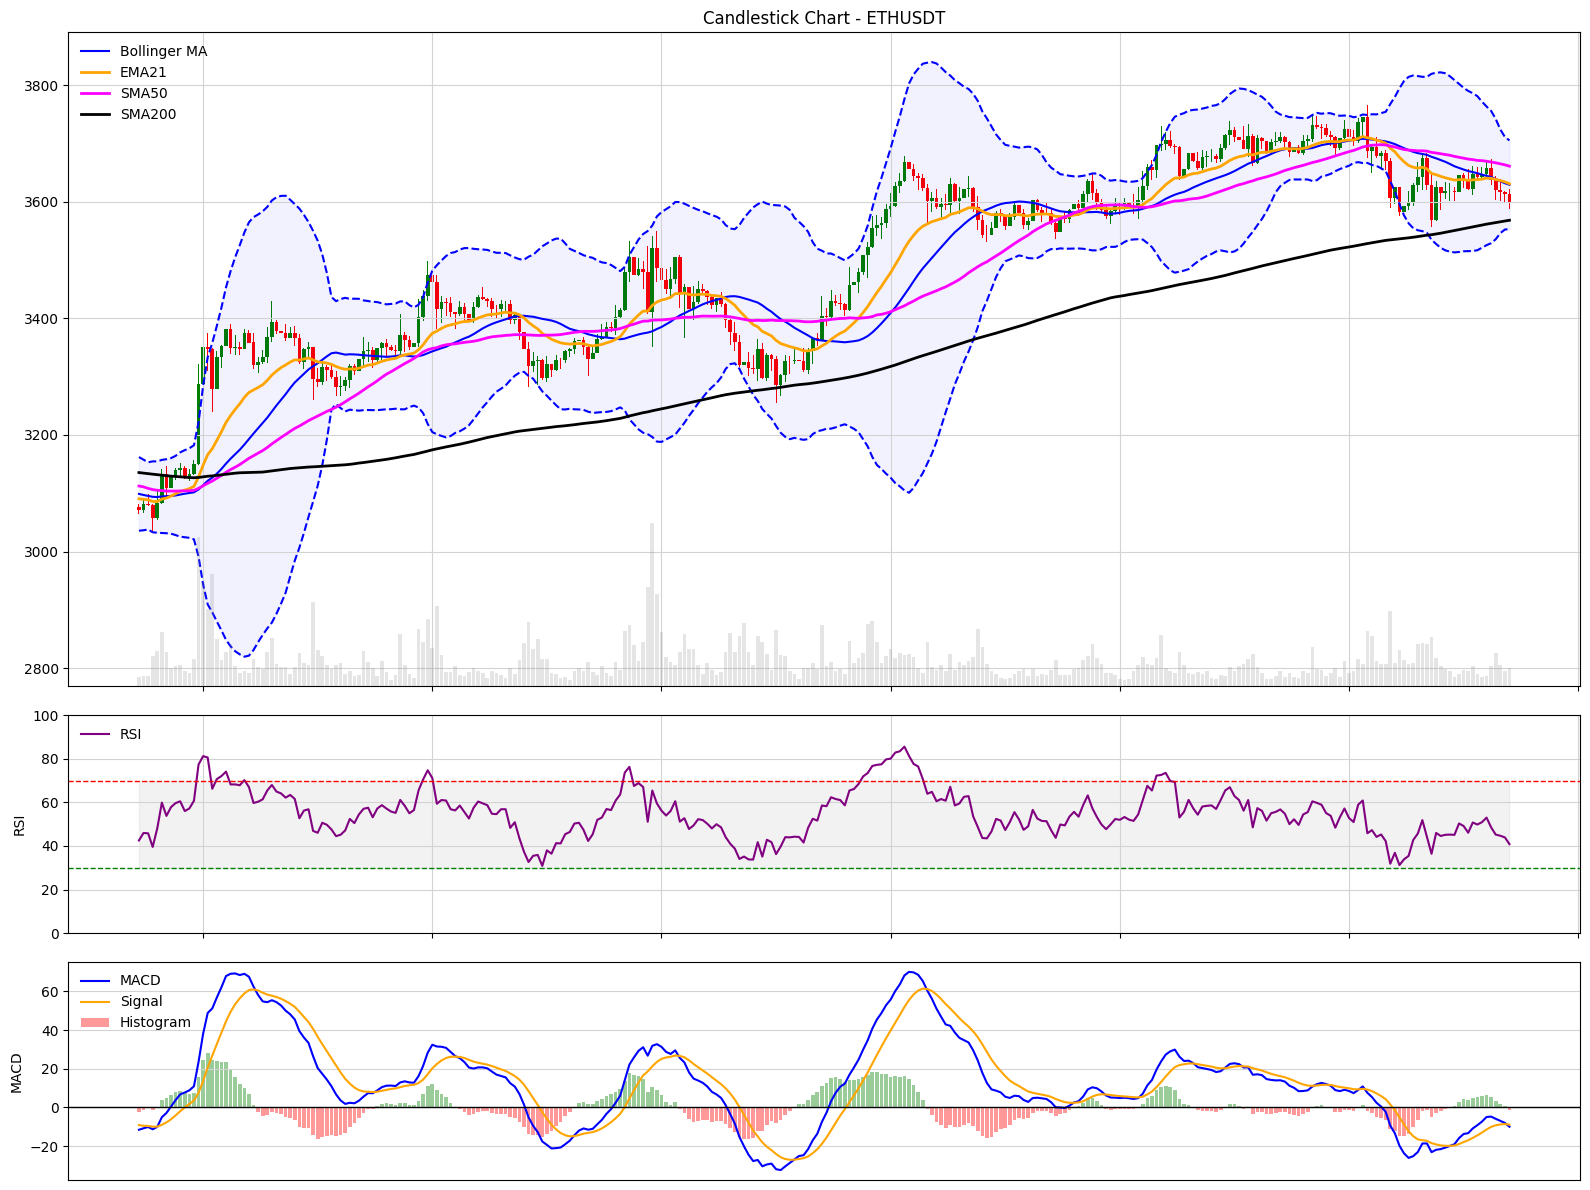 Candlestick Chart - ETHUSDT
Bollinger MA
EMA21
SMA50
SMA200
3800
3600
3400
3200
3000
2800
RSI
100
80
60
40
20
0
RSI
MACD
Signal
Histogram
60
40
20
0
−20
MACD